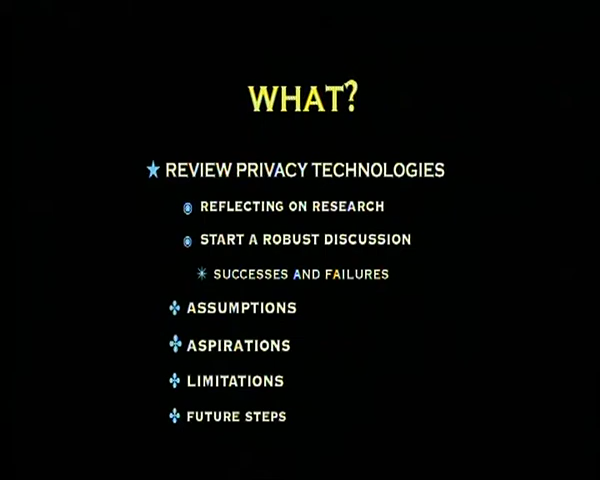 WHAT?
REVIEW PRIVACY TECHNOLOGIES
REFLECTING ON RESEARCH
START A ROBUST DISCUSSION
SUCCESSES AND FAILURES
ASSUMPTIONS
ASPIRATIONS
LIMITATIONS
FUTURE STEPS